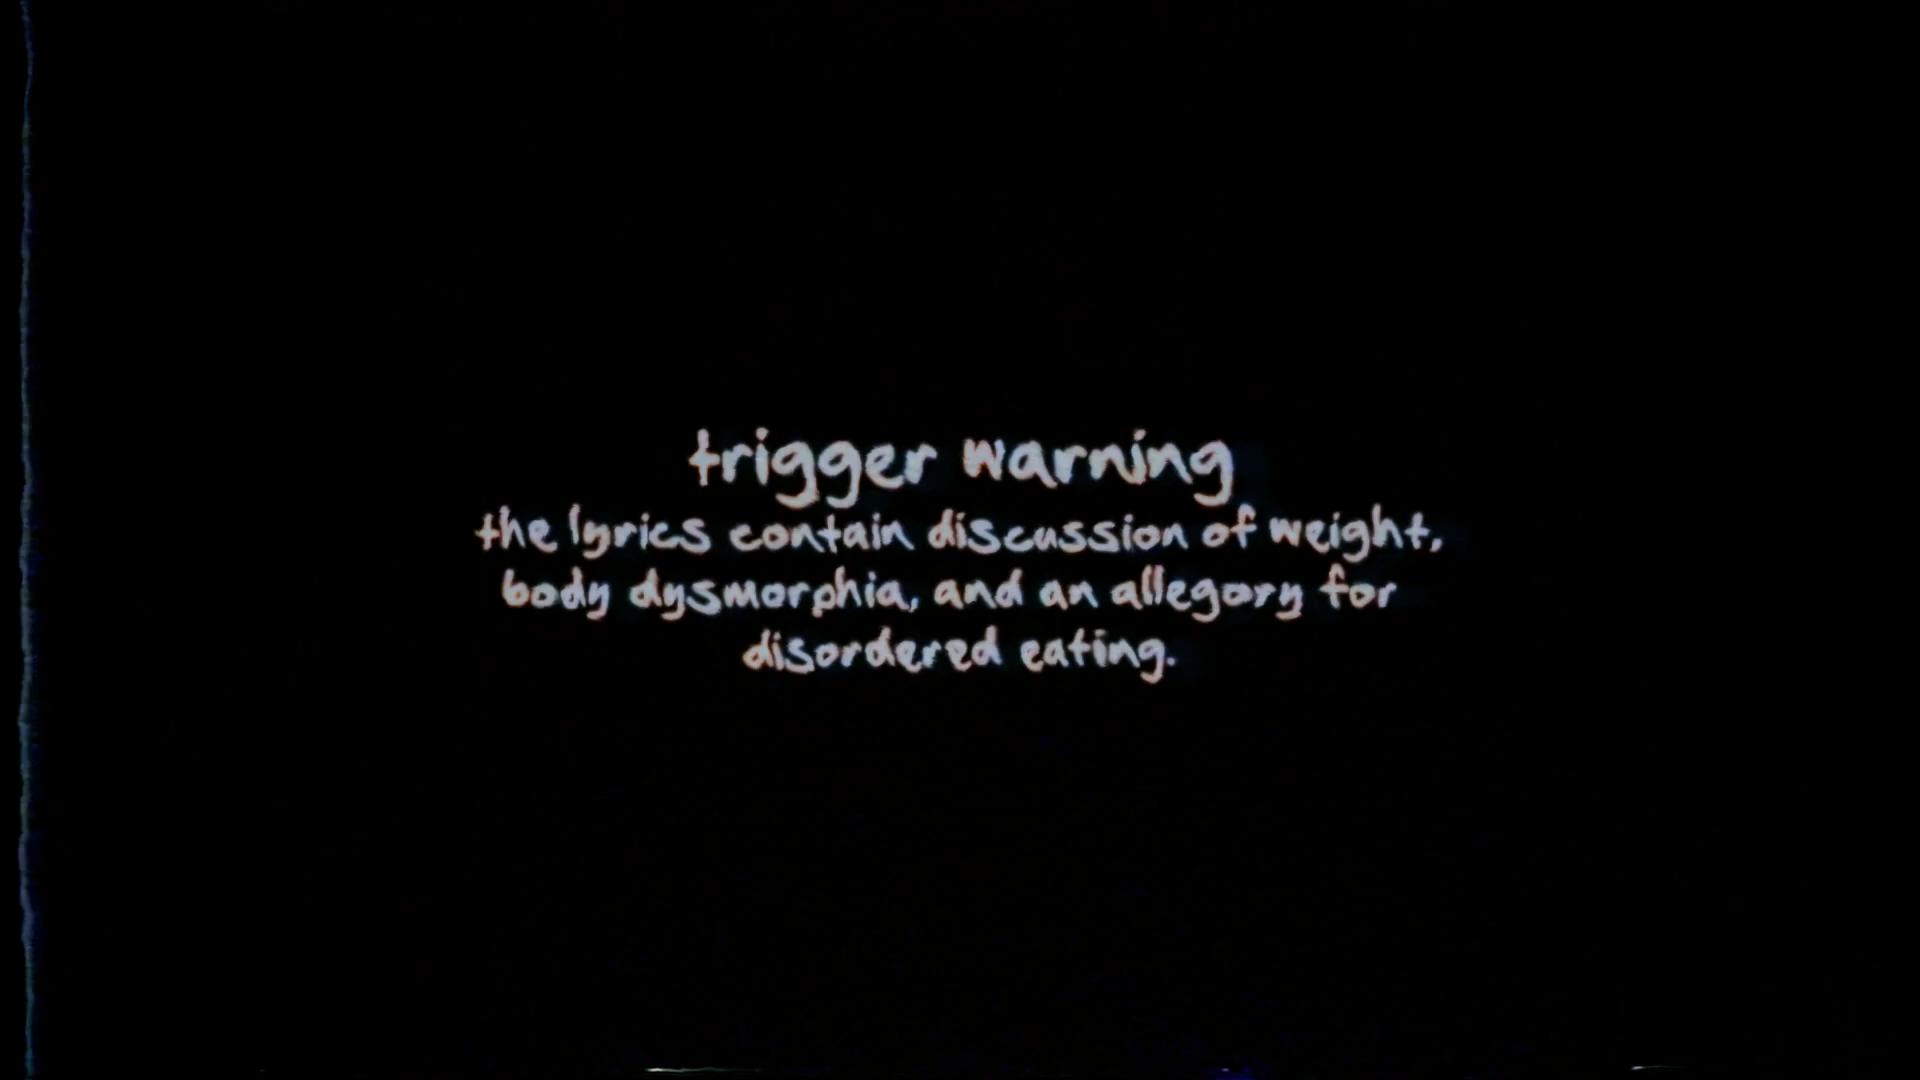 trigger warning
the lyrics contain discussion of weight,
body dysmorphia, and an allegory for
disordered eating.